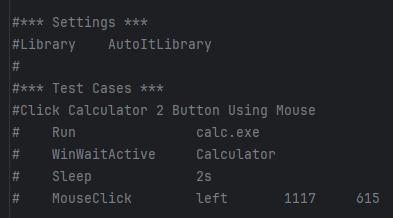 #*** Settings ***
#Library    AutoItLibrary
#
#*** Test Cases ***
#Click Calculator 2 Button Using Mouse
#    Run               calc.exe
#    WinWaitActive     Calculator
#    Sleep             2s
#    MouseClick        left       1117     615